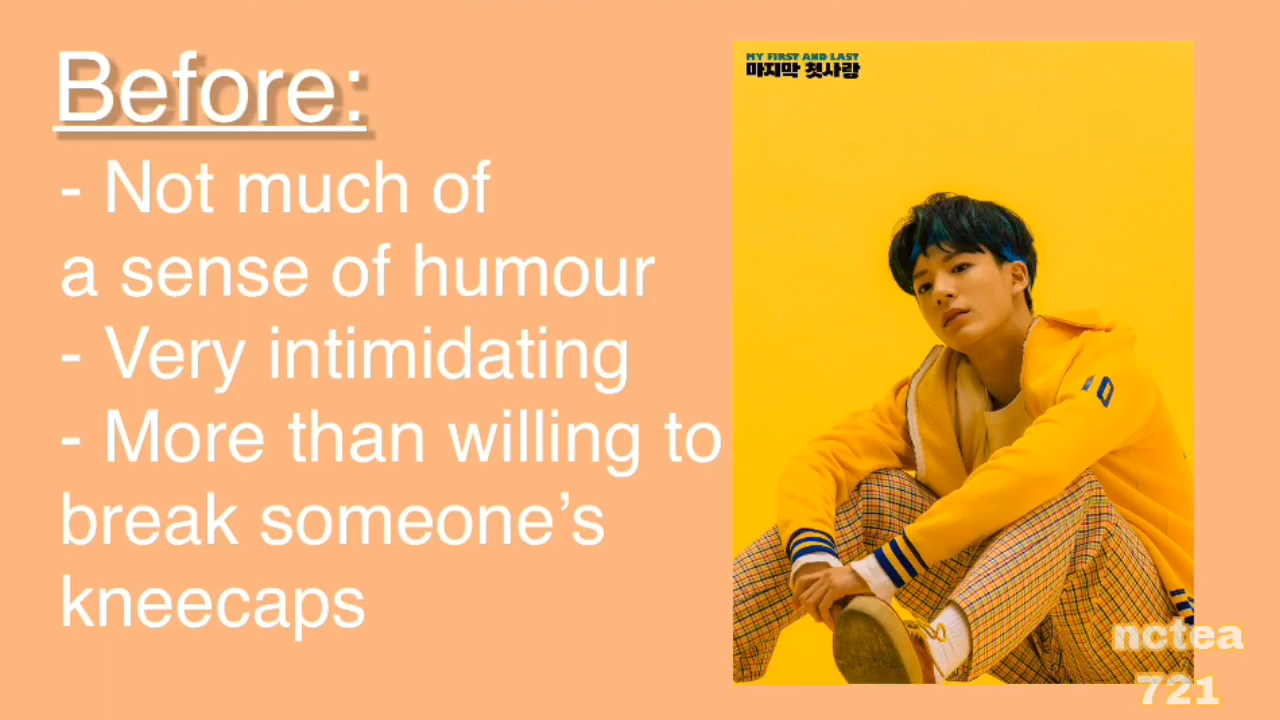 Before:
- Not much of
a sense of humour
- Very intimidating
- More than willing to
break someone’s
kneecaps
MY FIRST AND LAST
마지막 첫사랑
nctea
721